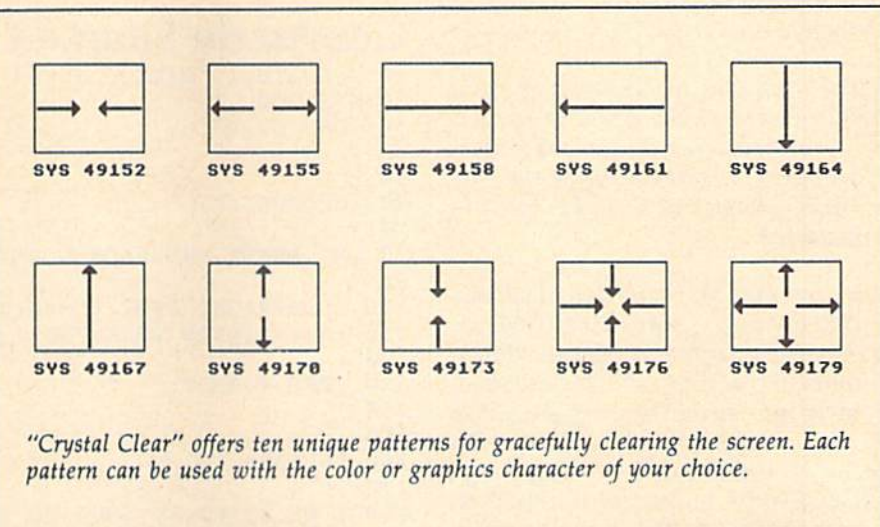 SYS 49152 SYS 49155 SYS 49158 SYS 49161 SYS 49164
SYS 49167 SYS 49170 SYS 49173 SYS 49176 SYS 49179
"Crystal Clear" offers ten unique patterns for gracefully clearing the screen. Each
pattern can be used with the color or graphics character of your choice.